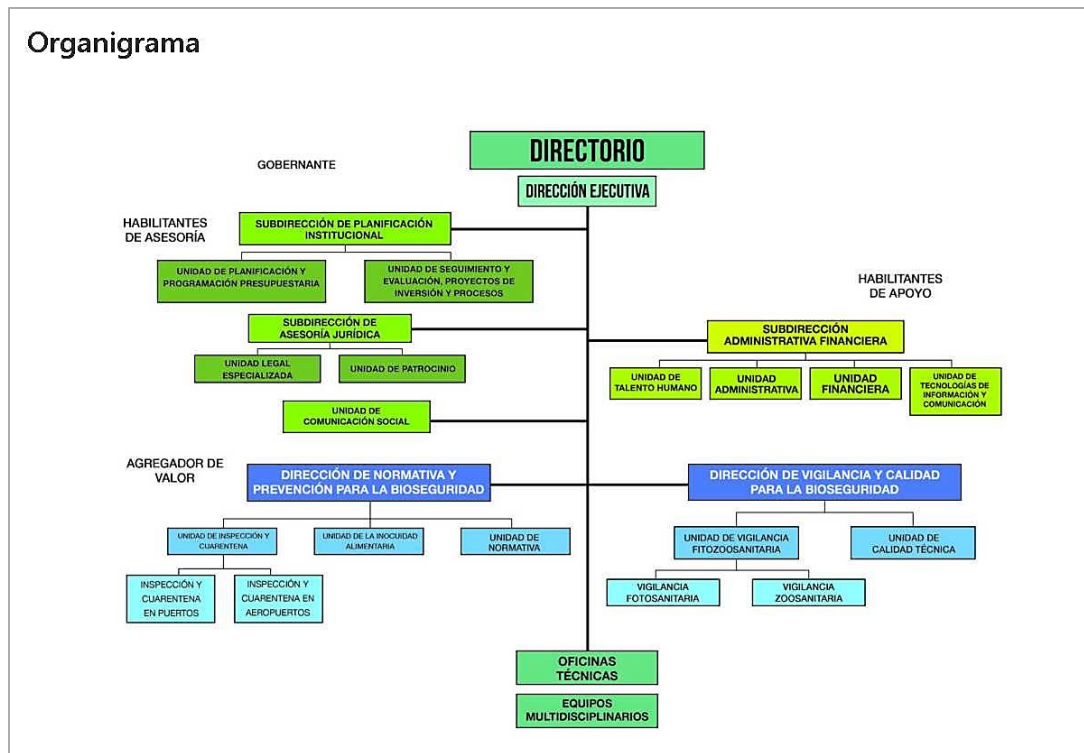 Organigrama
DIRECTORIO
GOBERNANTE
DIRECCIÓN EJECUTIVA
HABILITANTES
DE ASESORÍA
SUBDIRECCIÓN DE PLANIFICACIÓN
INSTITUCIONAL
UNIDAD DE PLANIFICACIÓN Y
PROGRAMACIÓN PRESUPUESTARIA
UNIDAD DE SEGUIMIENTO Y
EVALUACIÓN, PROYECTOS DE
INVERSIÓN Y PROCESOS
HABILITANTES
DE APOYO
SUBDIRECCIÓN DE
ASESORÍA JURÍDICA
UNIDAD LEGAL
ESPECIALIZADA
UNIDAD DE PATROCINIO
SUBDIRECCIÓN
ADMINISTRATIVA FINANCIERA
UNIDAD DE
TALENTO HUMANO
UNIDAD
ADMINISTRATIVA
UNIDAD
FINANCIERA
UNIDAD DE
TECNOLOGÍAS DE
INFORMACIÓN Y
COMUNICACIÓN
UNIDAD DE
COMUNICACIÓN SOCIAL
AGREGADOR DE
VALOR
DIRECCIÓN DE NORMATIVA Y
PREVENCIÓN PARA LA BIOSEGURIDAD
UNIDAD DE INSPECCIÓN Y
CUARENTENA
UNIDAD DE LA INOCUIDAD
ALIMENTARIA
UNIDAD DE
NORMATIVA
INSPECCIÓN Y
CUARENTENA
EN PUERTOS
INSPECCIÓN Y
CUARENTENA EN
AEROPUERTOS
DIRECCIÓN DE VIGILANCIA Y CALIDAD
PARA LA BIOSEGURIDAD
UNIDAD DE VIGILANCIA
FITOZOOSANITARIA
UNIDAD DE
CALIDAD TÉCNICA
VIGILANCIA
FOTOSANITARIA
VIGILANCIA
ZOOSANITARIA
OFICINAS
TÉCNICAS
EQUIPOS
MULTIDISCIPLINARIOS